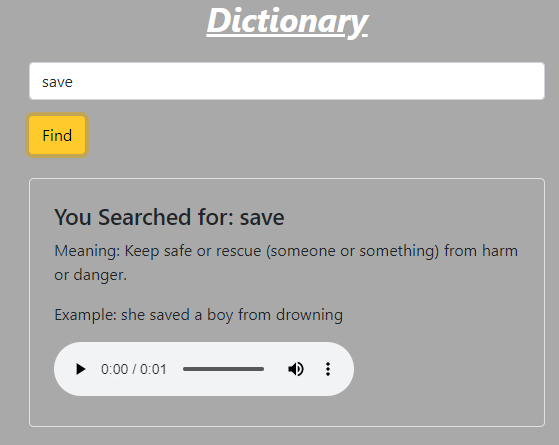 Dictionary
save
Find
You Searched for: save
Meaning: Keep safe or rescue (someone or something) from harm
or danger.
Example: she saved a boy from drowning
0:00 / 0:01